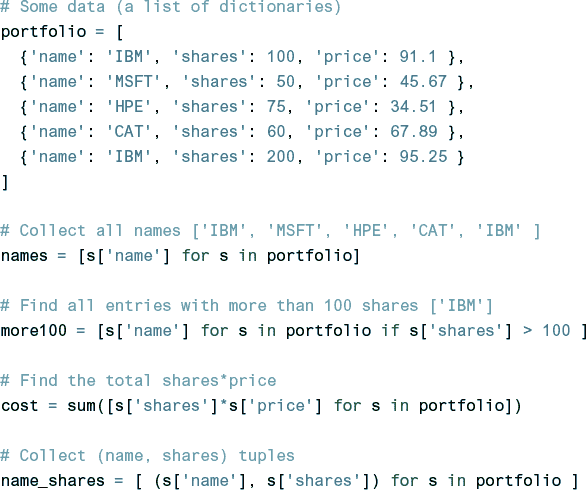 # Some data (a list of dictionaries)
portfolio = [
  {'name': 'IBM', 'shares': 100, 'price': 91.1 },
  {'name': 'MSFT', 'shares': 50, 'price': 45.67 },
  {'name': 'HPE', 'shares': 75, 'price': 34.51 },
  {'name': 'CAT', 'shares': 60, 'price': 67.89 },
  {'name': 'IBM', 'shares': 200, 'price': 95.25 }
]
# Collect all names ['IBM', 'MSFT', 'HPE', 'CAT', 'IBM' ]
names = [s['name'] for s in portfolio]
# Find all entries with more than 100 shares ['IBM']
more100 = [s['name'] for s in portfolio if s['shares'] > 100 ]
# Find the total shares*price
cost = sum([s['shares']*s['price'] for s in portfolio])
# Collect (name, shares) tuples
name_shares = [ (s['name'], s['shares']) for s in portfolio ]